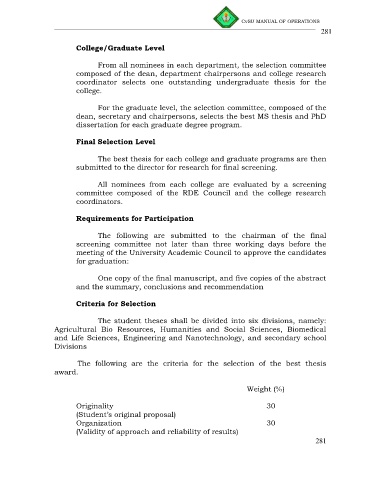 CvSU MANUAL OF OPERATIONS
281
College/Graduate Level
From all nominees in each department, the selection committee
composed of the dean, department chairpersons and college research
coordinator selects one outstanding undergraduate thesis for the
college.
For the graduate level, the selection committee, composed of the
dean, secretary and chairpersons, selects the best MS thesis and PhD
dissertation for each graduate degree program.
Final Selection Level
The best thesis for each college and graduate programs are then
submitted to the director for research for final screening.
All nominees from each college are evaluated by a screening
committee composed of the RDE Council and the college research
coordinators.
Requirements for Participation
The following are submitted to the chairman of the final
screening committee not later than three working days before the
meeting of the University Academic Council to approve the candidates
for graduation:
One copy of the final manuscript, and five copies of the abstract
and the summary, conclusions and recommendation
Criteria for Selection
The student theses shall be divided into six divisions, namely:
Agricultural Bio Resources, Humanities and Social Sciences, Biomedical
and Life Sciences, Engineering and Nanotechnology, and secondary school
Divisions
The following are the criteria for the selection of the best thesis
award.
Weight (%)
Originality 30
(Student's original proposal)
Organization 30
(Validity of approach and reliability of results)
281